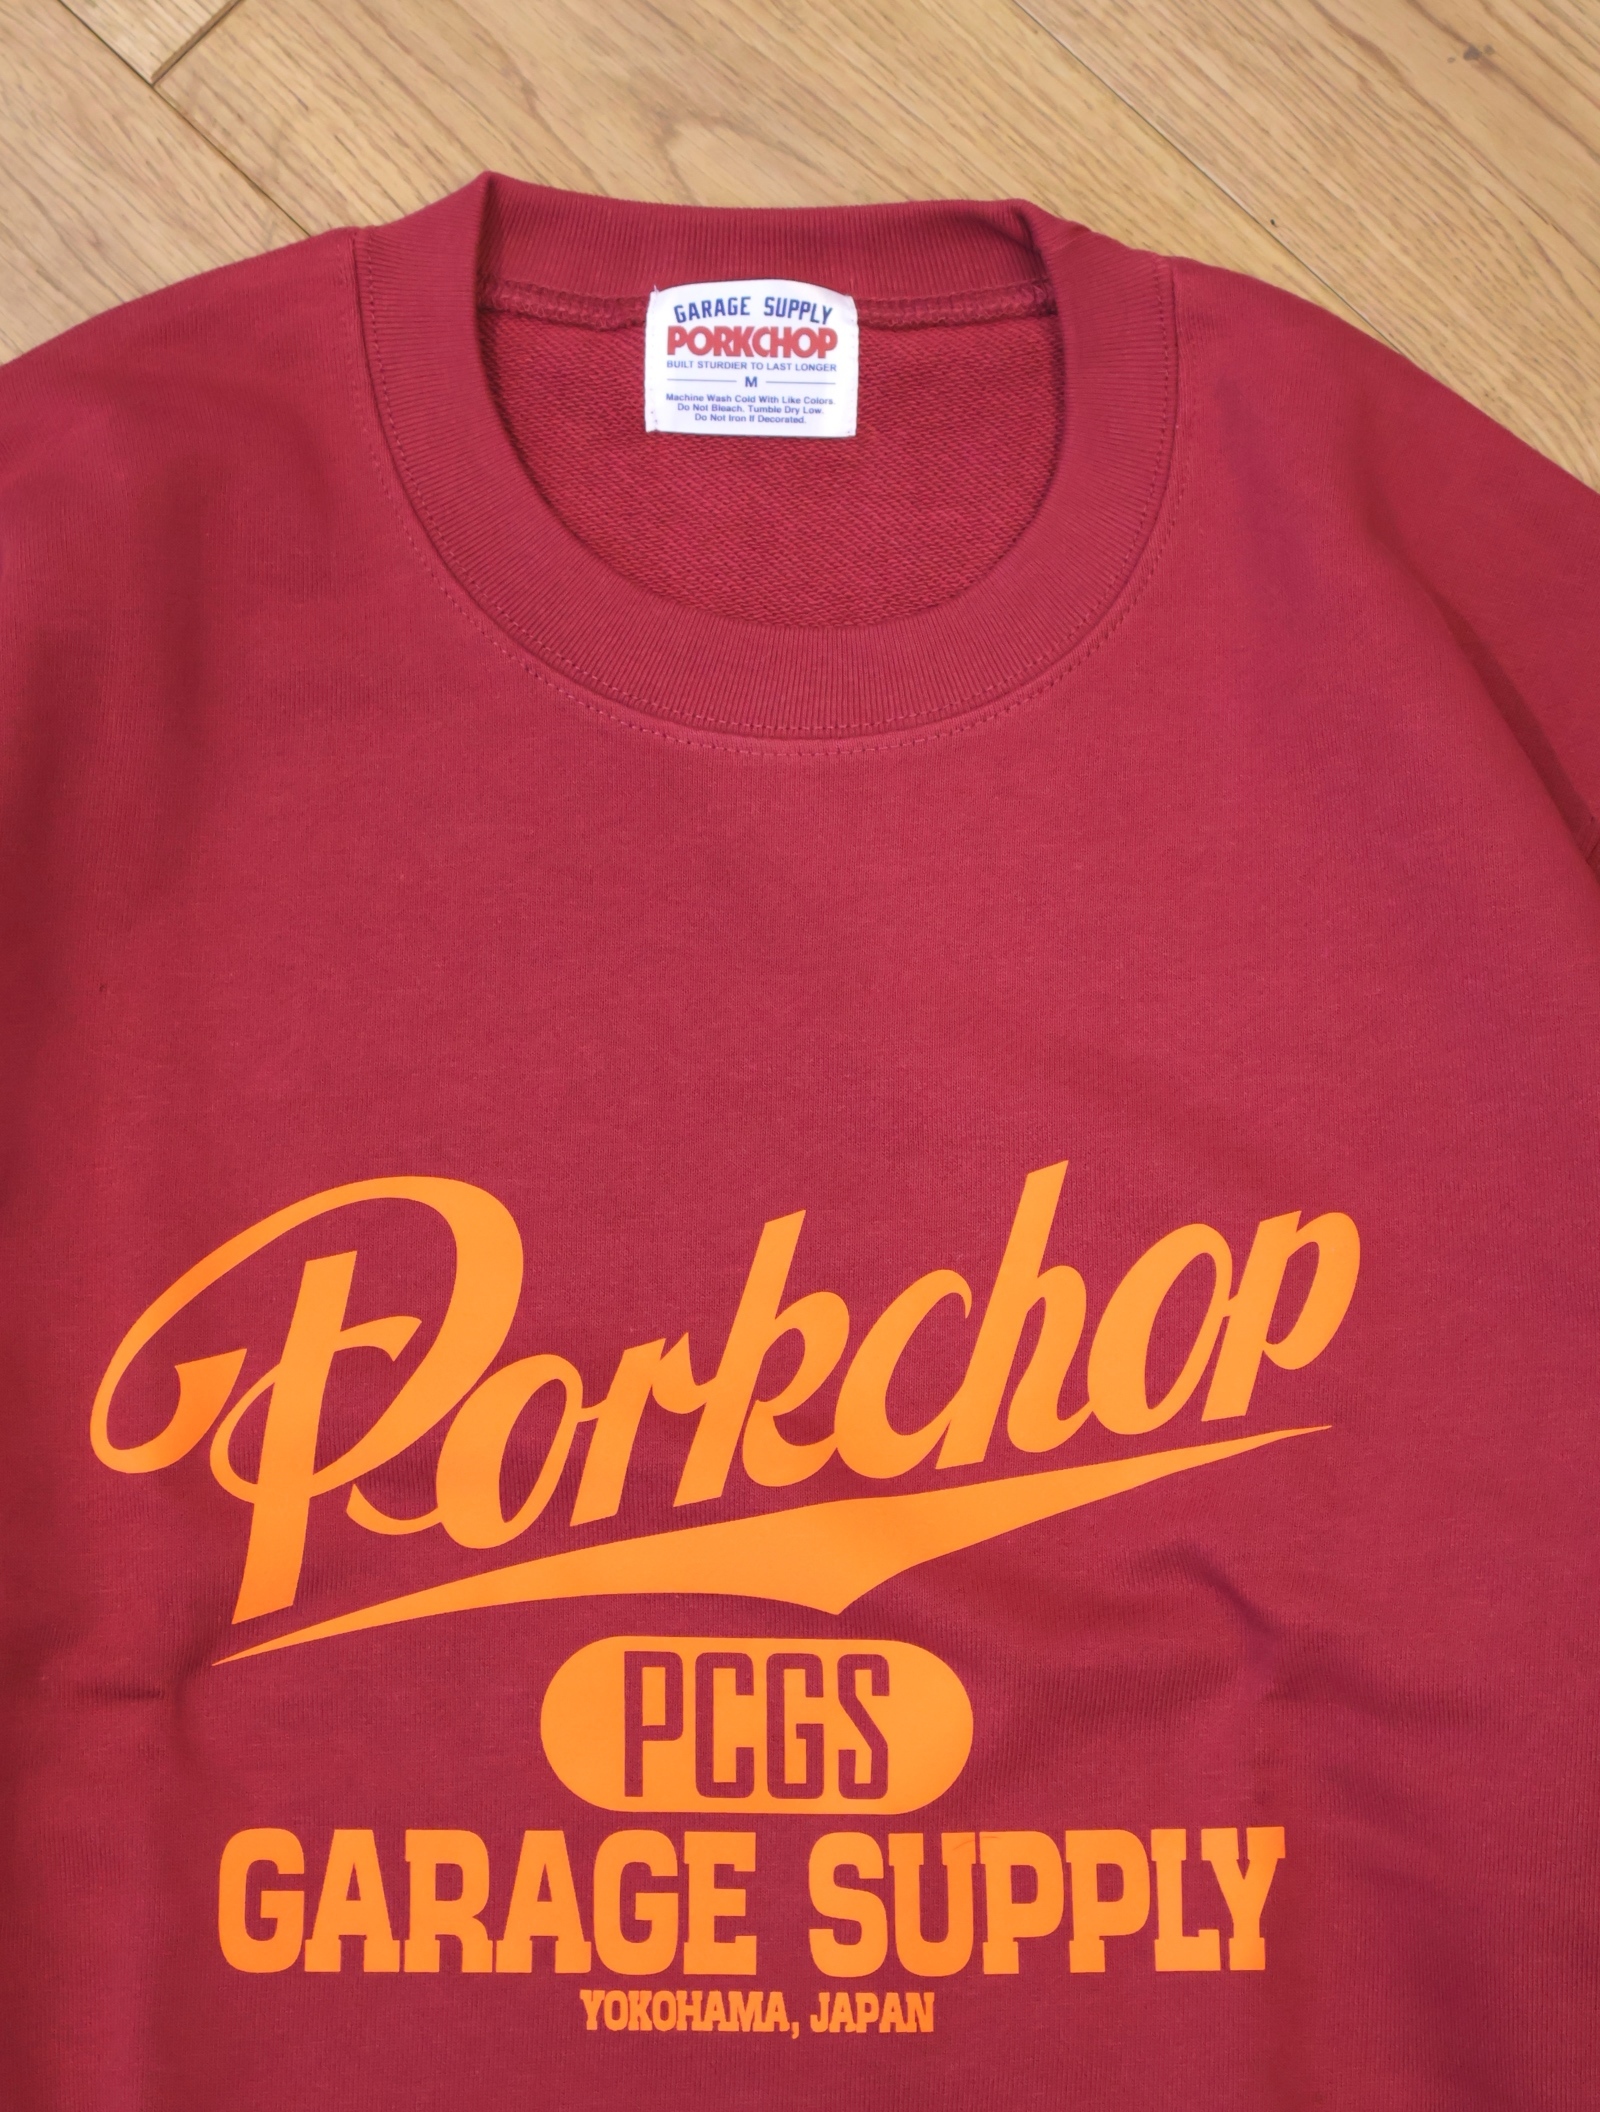 GARAGE SUPPLY
PORKCHOP
BUILT STURDIER TO LAST LONGER
M
Machine Wash Cold With Like Colors.
Do Not Bleach. Tumble Dry Low.
Do Not Iron If Decorated.
Porkchop
PCGS
GARAGE SUPPLY
YOKOHAMA, JAPAN